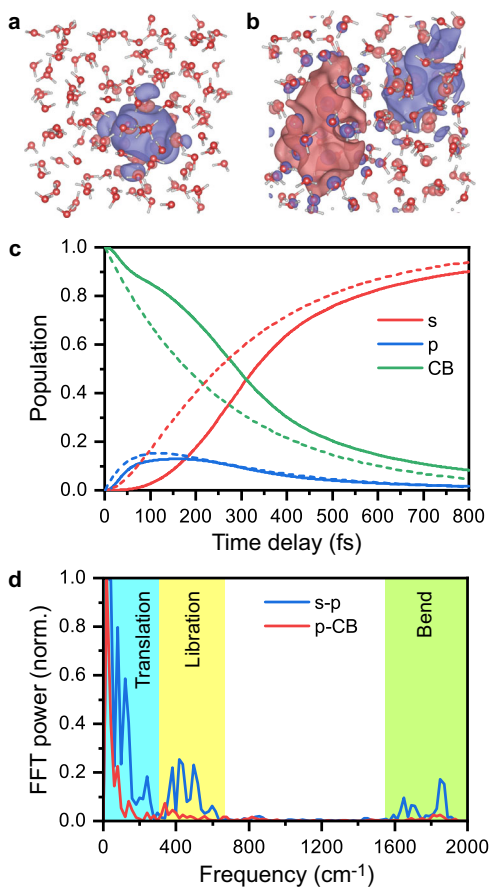 a
b
c
Population
1.0
0.8
0.6
0.4
0.2
0.0
s
p
CB
0 100 200 300 400 500 600 700 800
Time delay (fs)
d
FFT power (norm.)
1.0
0.8
0.6
0.4
0.2
0.0
Translation
Libration
s-p
p-CB
Bend
0 400 800 1200 1600 2000
Frequency (cm⁻¹)